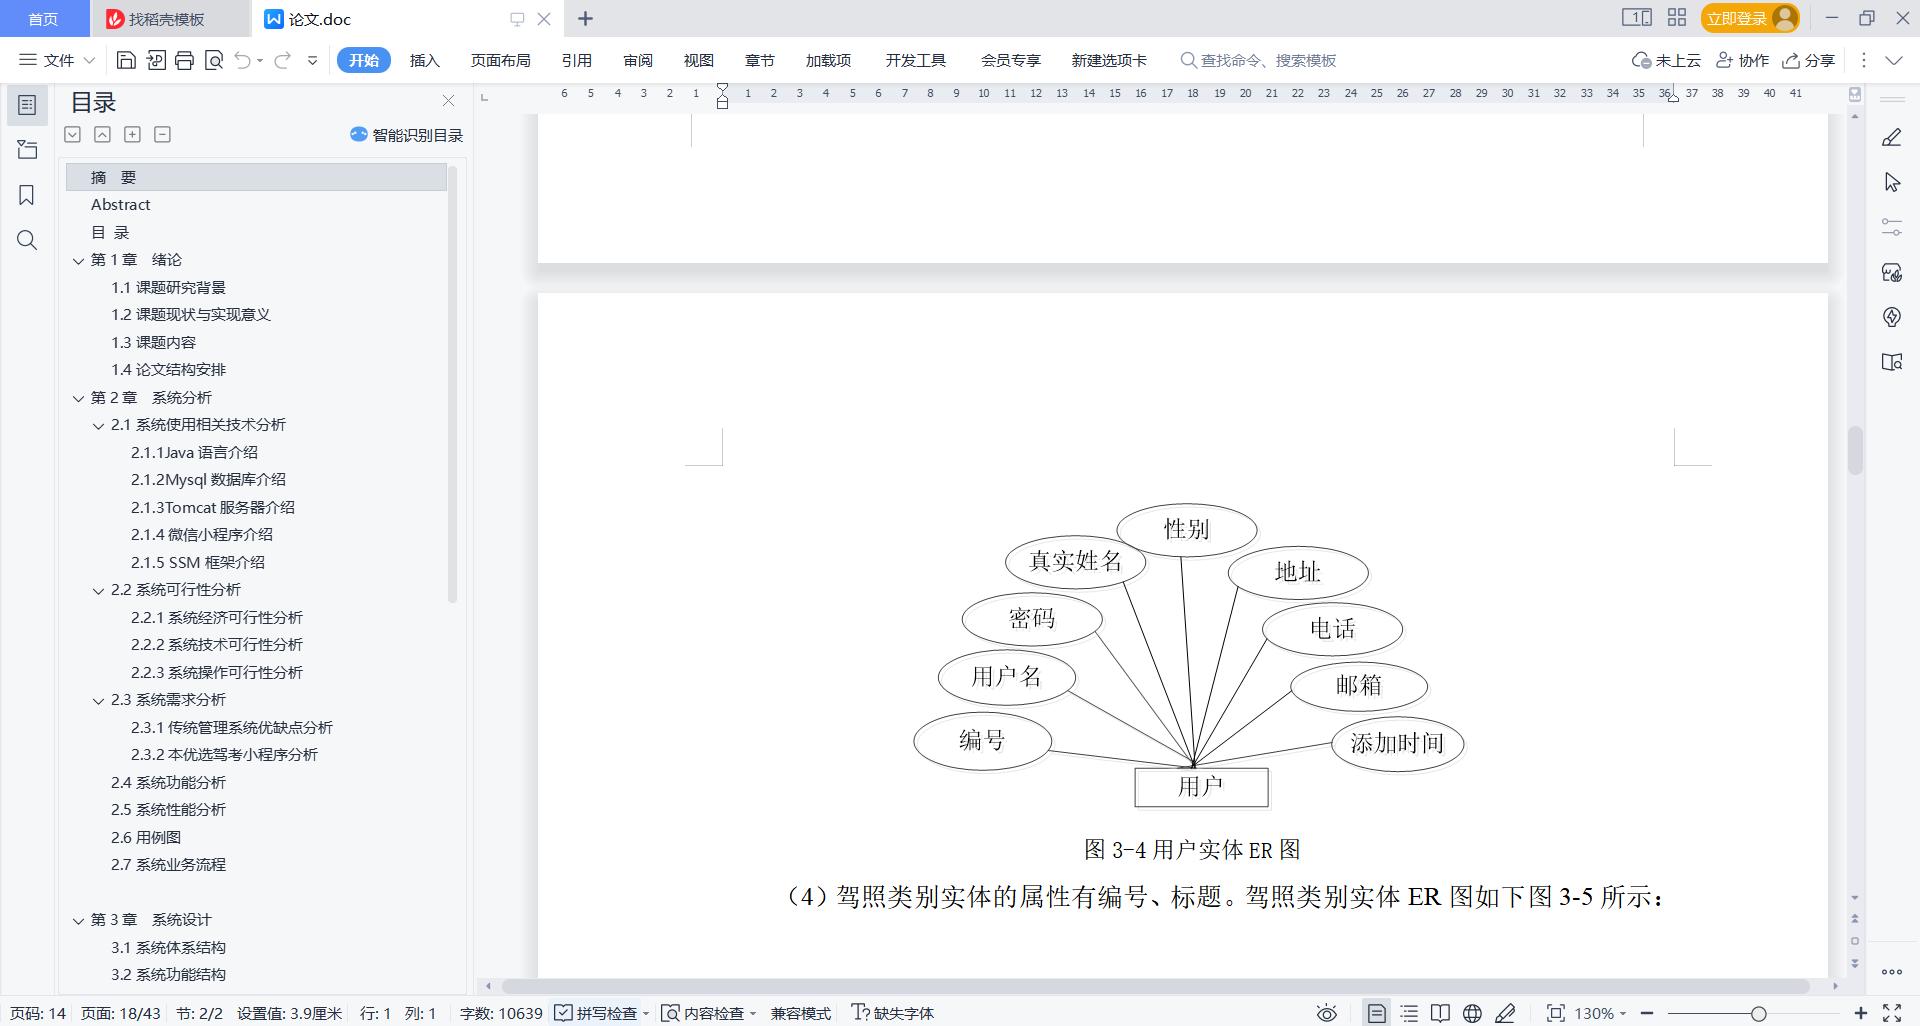 首页
找稻壳模板
论文.doc
立即登录
文件
开始 插入 页面布局 引用 审阅 视图 章节 加载项 开发工具 会员专享 新建选项卡
查找命令、搜索模板
未上云 协作 分享
目录
智能识别目录
6 5 4 3 2 1 1 2 3 4 5 6 7 8 9 10 11 12 13 14 15 16 17 18 19 20 21 22 23 24 25 26 27 28 29 30 31 32 33 34 35 36 37 38 39 40 41
摘 要
Abstract
目 录
第 1 章 绪论
1.1 课题研究背景
1.2 课题现状与实现意义
1.3 课题内容
1.4 论文结构安排
第 2 章 系统分析
2.1 系统使用相关技术分析
2.1.1Java 语言介绍
2.1.2Mysql 数据库介绍
2.1.3Tomcat 服务器介绍
2.1.4 微信小程序介绍
2.1.5 SSM 框架介绍
2.2 系统可行性分析
2.2.1 系统经济可行性分析
2.2.2 系统技术可行性分析
2.2.3 系统操作可行性分析
2.3 系统需求分析
2.3.1 传统管理系统优缺点分析
2.3.2 本优选驾考小程序分析
2.4 系统功能分析
2.5 系统性能分析
2.6 用例图
2.7 系统业务流程
第 3 章 系统设计
3.1 系统体系结构
3.2 系统功能结构
性别
真实姓名
地址
密码
电话
用户名
邮箱
编号
添加时间
用户
图 3-4 用户实体 ER 图
（4）驾照类别实体的属性有编号、标题。驾照类别实体 ER 图如下图 3-5 所示：
页码: 14 页面: 18/43 节: 2/2 设置值: 3.9厘米 行: 1 列: 1 字数: 10639 拼写检查 内容检查 兼容模式 缺失字体 130%